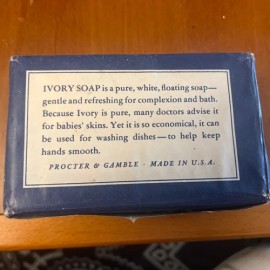 IVORY SOAP is a pure, white, floating soap—
gentle and refreshing for complexion and bath.
Because Ivory is pure, many doctors advise it
for babies' skins. Yet it is so economical, it can
be used for washing dishes—to help keep
hands smooth.
PROCTER & GAMBLE · MADE IN U.S.A.